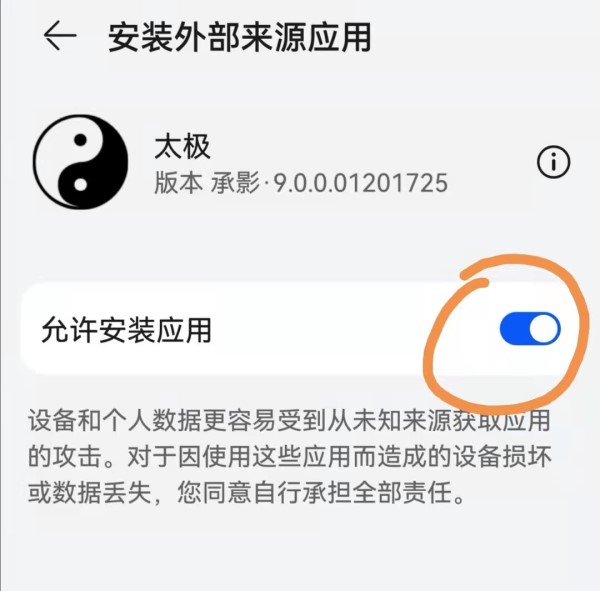 安装外部来源应用
太极
版本 承影·9.0.0.01201725
允许安装应用
设备和个人数据更容易受到从未知来源获取应用
的攻击。对于因使用这些应用而造成的设备损坏
或数据丢失，您同意自行承担全部责任。